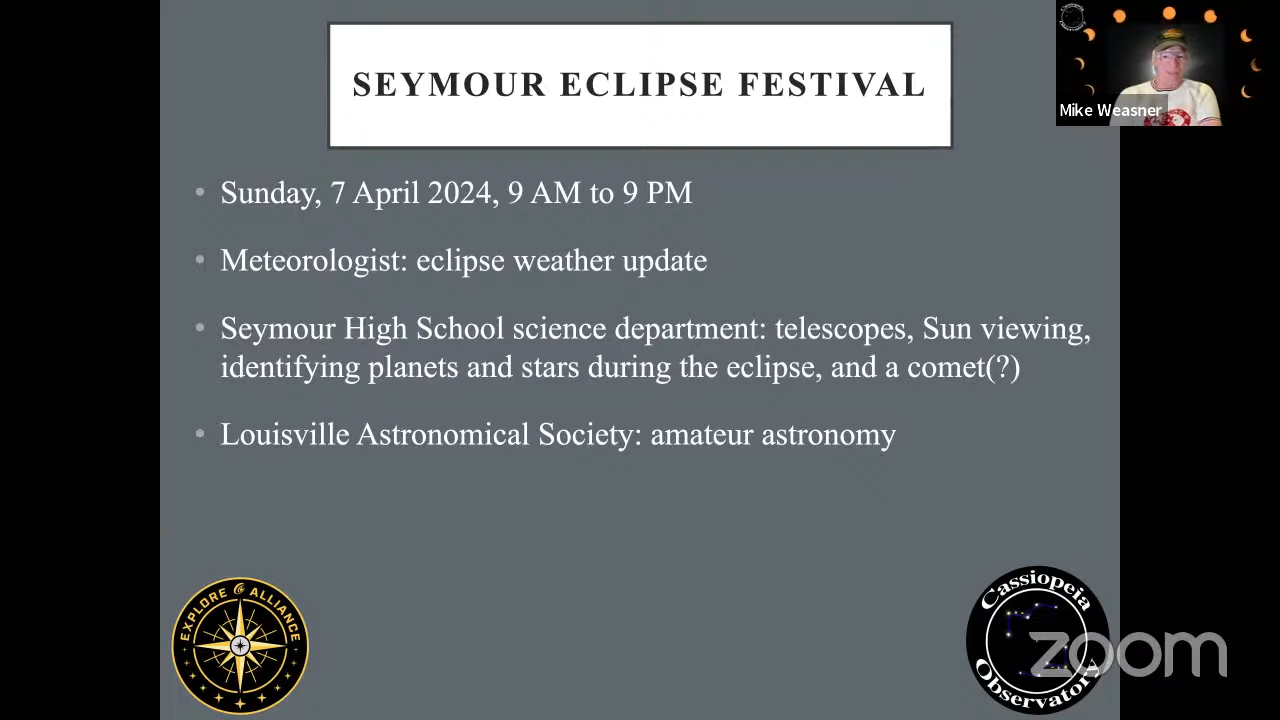 SEYMOUR ECLIPSE FESTIVAL
Mike Weasner
• Sunday, 7 April 2024, 9 AM to 9 PM
• Meteorologist: eclipse weather update
• Seymour High School science department: telescopes, Sun viewing,
identifying planets and stars during the eclipse, and a comet(?)
• Louisville Astronomical Society: amateur astronomy
EXPLORE ALLIANCE
Cassiopeia
Observatory
zoom